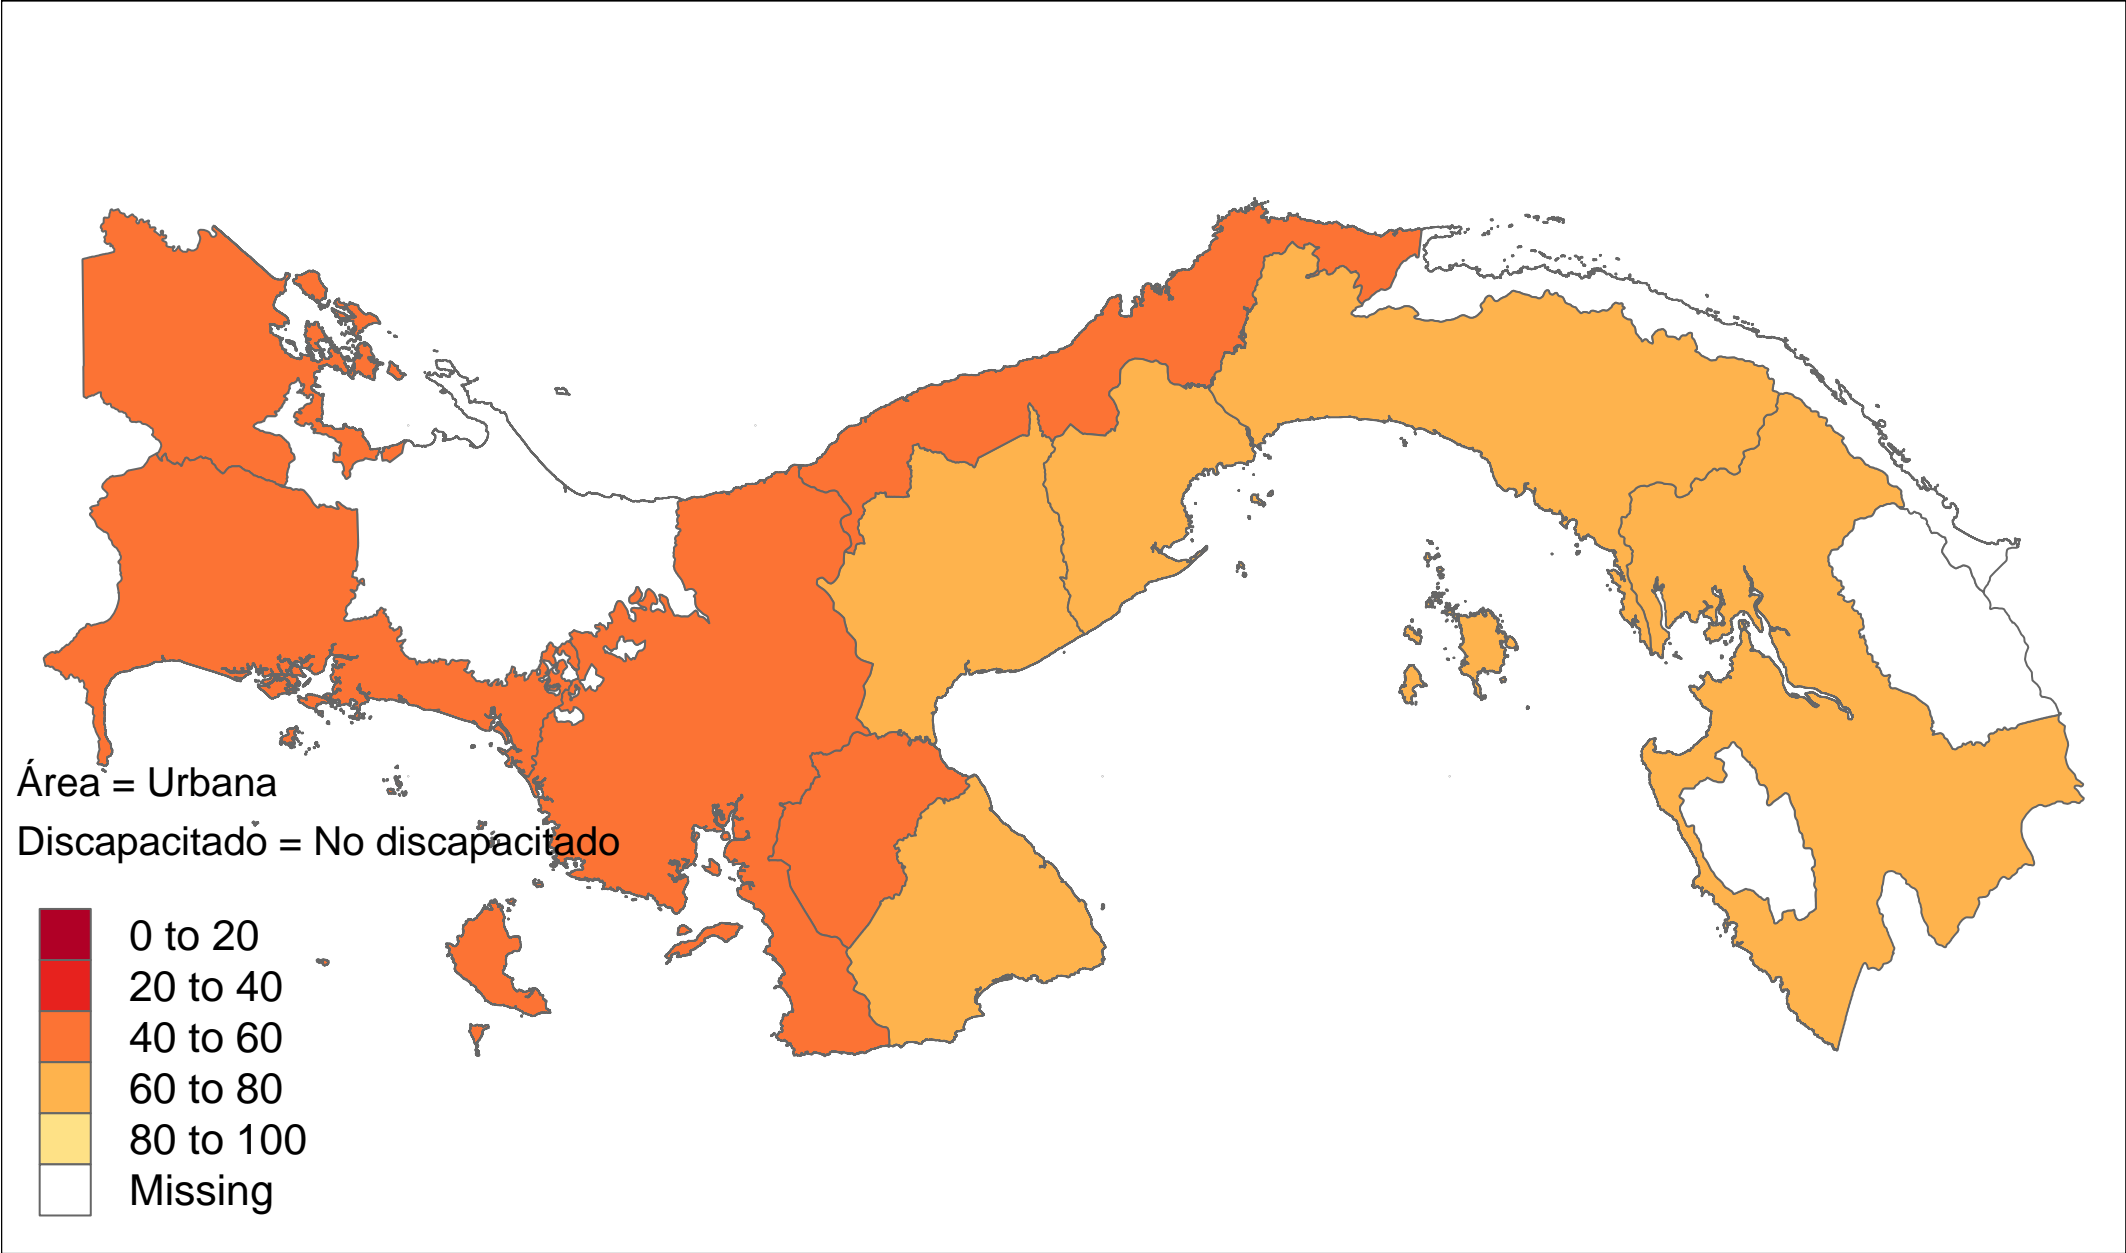 Área = Urbana
Discapacitado = No discapacitado
0 to 20
20 to 40
40 to 60
60 to 80
80 to 100
Missing